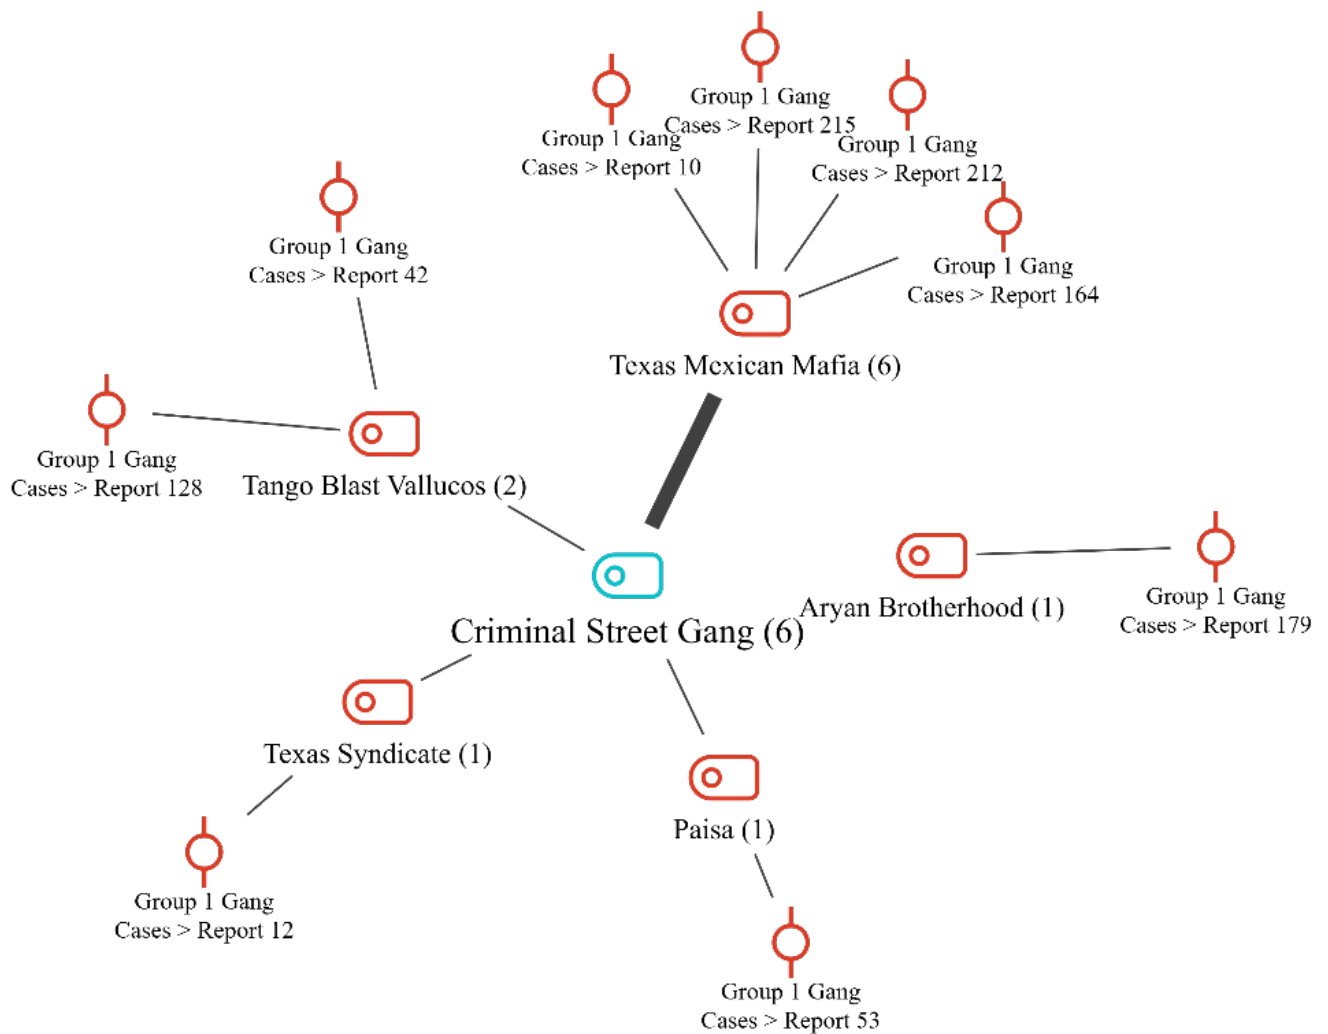 Group 1 Gang
Cases > Report 215
Group 1 Gang
Cases > Report 10
Group 1 Gang
Cases > Report 212
Group 1 Gang
Cases > Report 42
Group 1 Gang
Cases > Report 164
Texas Mexican Mafia (6)
Group 1 Gang
Cases > Report 128
Tango Blast Vallucos (2)
Aryan Brotherhood (1)
Group 1 Gang
Cases > Report 179
Criminal Street Gang (6)
Texas Syndicate (1)
Paisa (1)
Group 1 Gang
Cases > Report 12
Group 1 Gang
Cases > Report 53